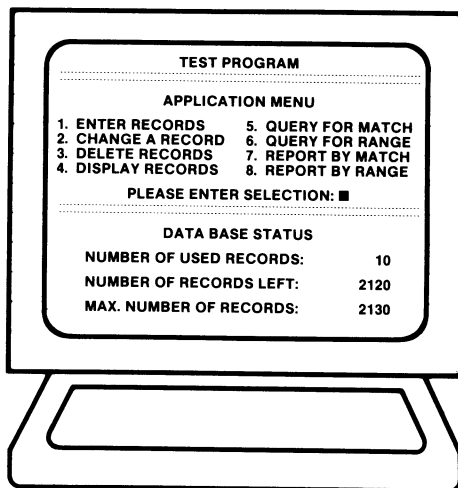 TEST PROGRAM
APPLICATION MENU
1. ENTER RECORDS 5. QUERY FOR MATCH
2. CHANGE A RECORD 6. QUERY FOR RANGE
3. DELETE RECORDS 7. REPORT BY MATCH
4. DISPLAY RECORDS 8. REPORT BY RANGE
PLEASE ENTER SELECTION: ■
DATA BASE STATUS
NUMBER OF USED RECORDS: 10
NUMBER OF RECORDS LEFT: 2120
MAX. NUMBER OF RECORDS: 2130